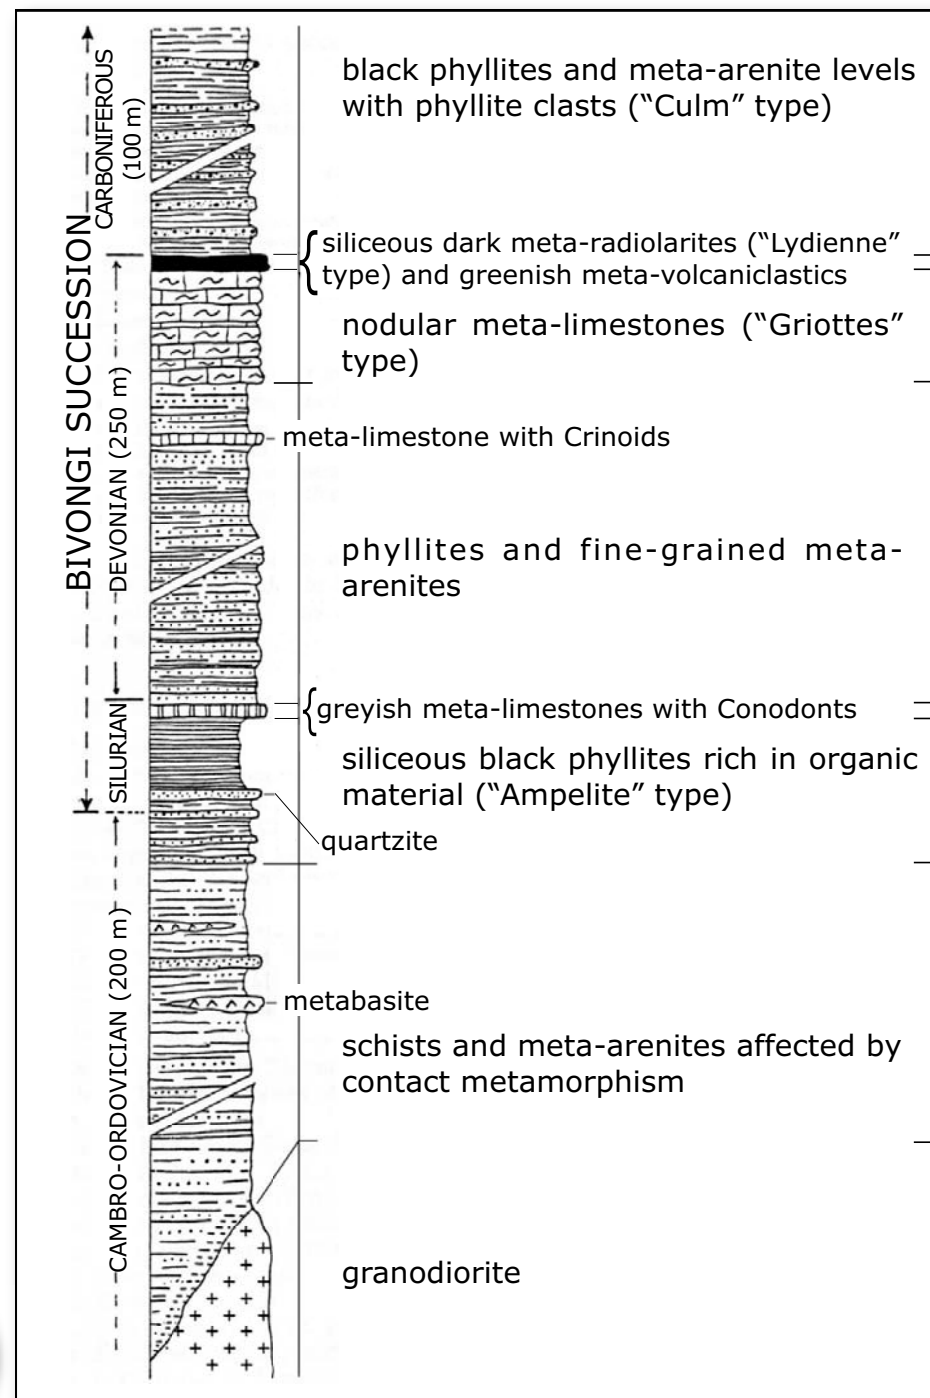 BIVONGI SUCCESSION
CARBONIFEROUS
(100 m)
DEVONIAN (250 m)
SILURIAN
CAMBRO-ORDOVICIAN (200 m)
black phyllites and meta-arenite levels
with phyllite clasts (“Culm” type)
siliceous dark meta-radiolarites (“Lydienne”
type) and greenish meta-volcaniclastics
nodular meta-limestones (“Griottes”
type)
meta-limestone with Crinoids
phyllites and fine-grained meta-
arenites
greyish meta-limestones with Conodonts
siliceous black phyllites rich in organic
material (“Ampelite” type)
quartzite
metabasite
schists and meta-arenites affected by
contact metamorphism
granodiorite